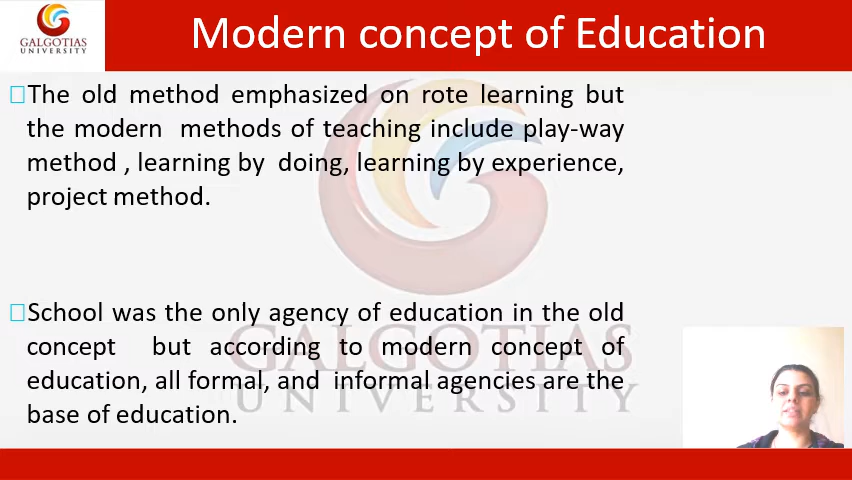 GALGOTIAS
UNIVERSITY
Modern concept of Education
The old method emphasized on rote learning but
the modern methods of teaching include play-way
method , learning by doing, learning by experience,
project method.
School was the only agency of education in the old
concept but according to modern concept of
education, all formal, and informal agencies are the
base of education.
GALGOTIAS
UNIVERSITY